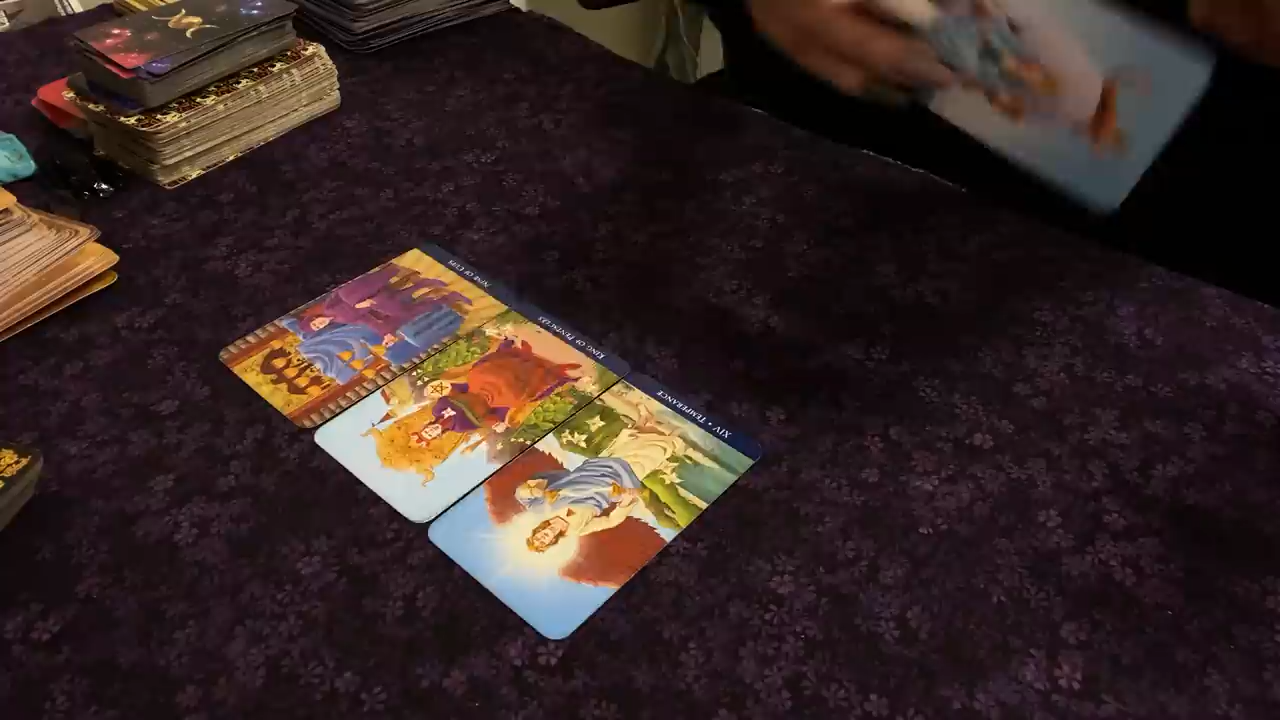 NINE OF CUPS
KING OF PENTACLES
XIV • TEMPERANCE